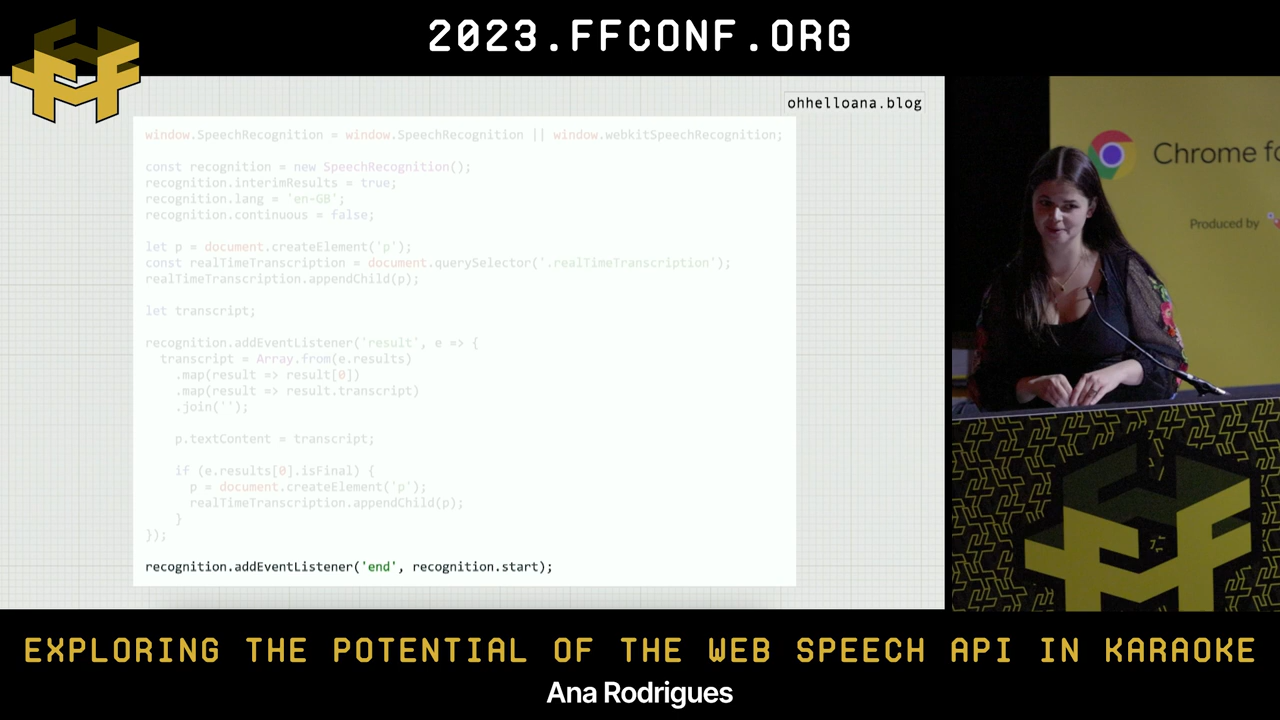 2023.FFCONF.ORG
ohhelloana.blog
window.SpeechRecognition = window.SpeechRecognition || window.webkitSpeechRecognition;
const recognition = new SpeechRecognition();
recognition.interimResults = true;
recognition.lang = 'en-GB';
recognition.continuous = false;
let p = document.createElement('p');
const realTimeTranscription = document.querySelector('.realTimeTranscription');
realTimeTranscription.appendChild(p);
let transcript;
recognition.addEventListener('result', e => {
transcript = Array.from(e.results)
.map(result => result[0])
.map(result => result.transcript)
.join('');
p.textContent = transcript;
if (e.results[0].isFinal) {
p = document.createElement('p');
realTimeTranscription.appendChild(p);
}
});
recognition.addEventListener('end', recognition.start);
Chrome fo
Produced by
EXPLORING THE POTENTIAL OF THE WEB SPEECH API IN KARAOKE
Ana Rodrigues